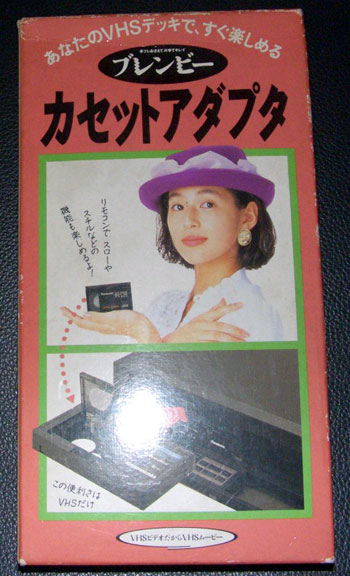 あなたのVHSデッキで、すぐ楽しめる
ブレンビー
カセットアダプタ
リモコンで スローや
スチルなどの
機能も楽しめるよ!
この便利さは
VHSだけ
VHSビデオだからVHSムービー